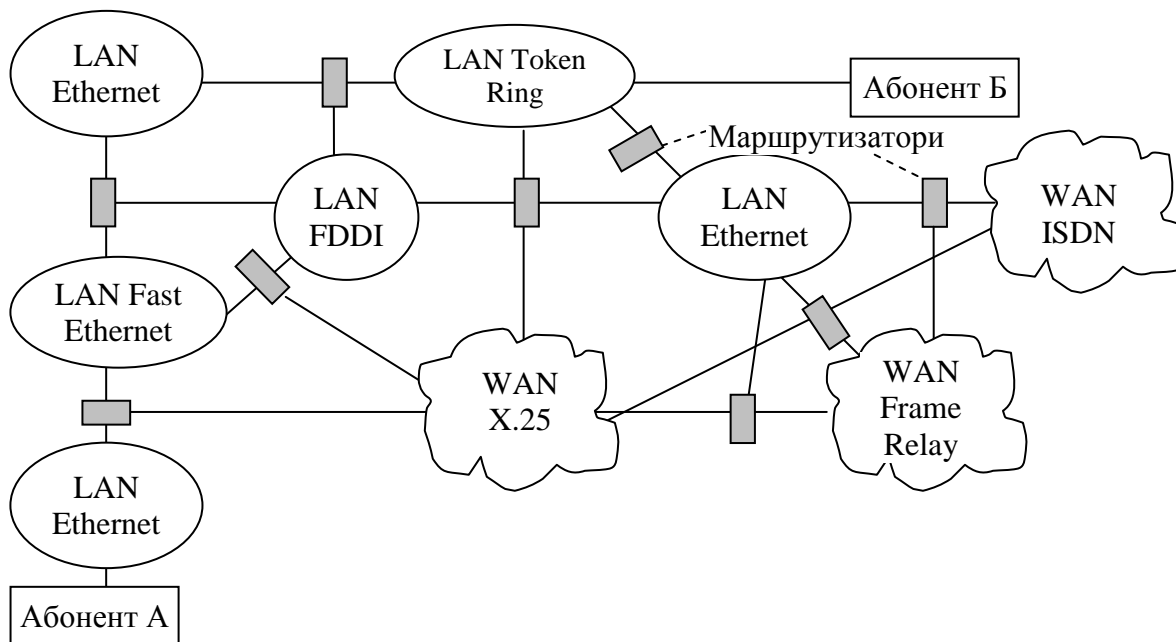 LAN
Ethernet
LAN Token
Ring
Абонент Б
Маршрутизатори
LAN
FDDI
LAN
Ethernet
WAN
ISDN
LAN Fast
Ethernet
WAN
X.25
WAN
Frame
Relay
LAN
Ethernet
Абонент А